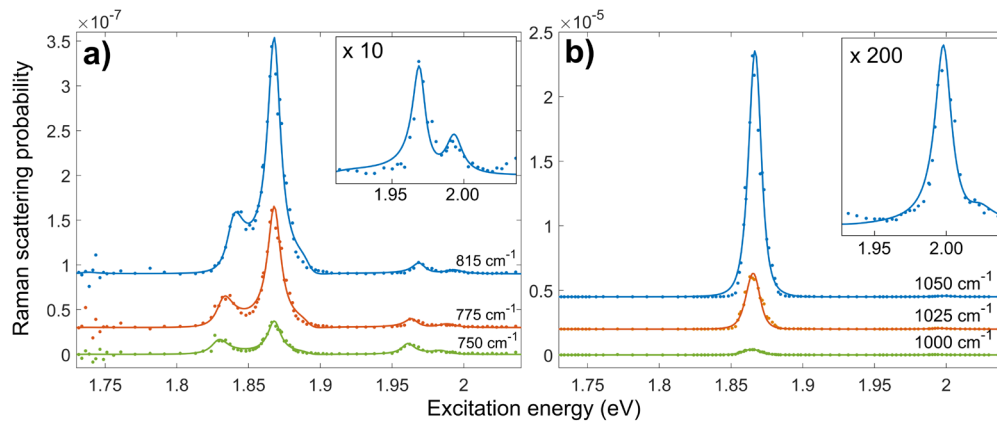 ×10⁻⁷
×10⁻⁵
a)
b)
x 10
x 200
Raman scattering probability
3.5
3
2.5
2
1.5
1
0.5
0
1.95
2.00
815 cm⁻¹
775 cm⁻¹
750 cm⁻¹
1.75
1.8
1.85
1.9
1.95
2
2.5
2
1.5
1
0.5
0
1.95
2.00
1050 cm⁻¹
1025 cm⁻¹
1000 cm⁻¹
1.75
1.8
1.85
1.9
1.95
2
Excitation energy (eV)